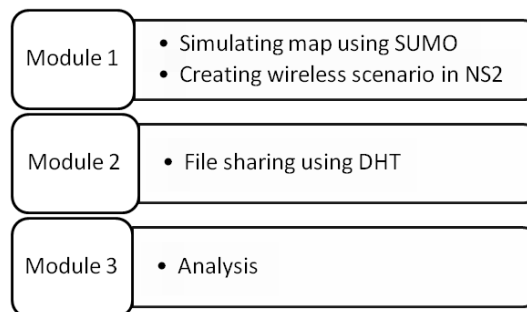 Module 1
• Simulating map using SUMO
• Creating wireless scenario in NS2
Module 2
• File sharing using DHT
Module 3
• Analysis